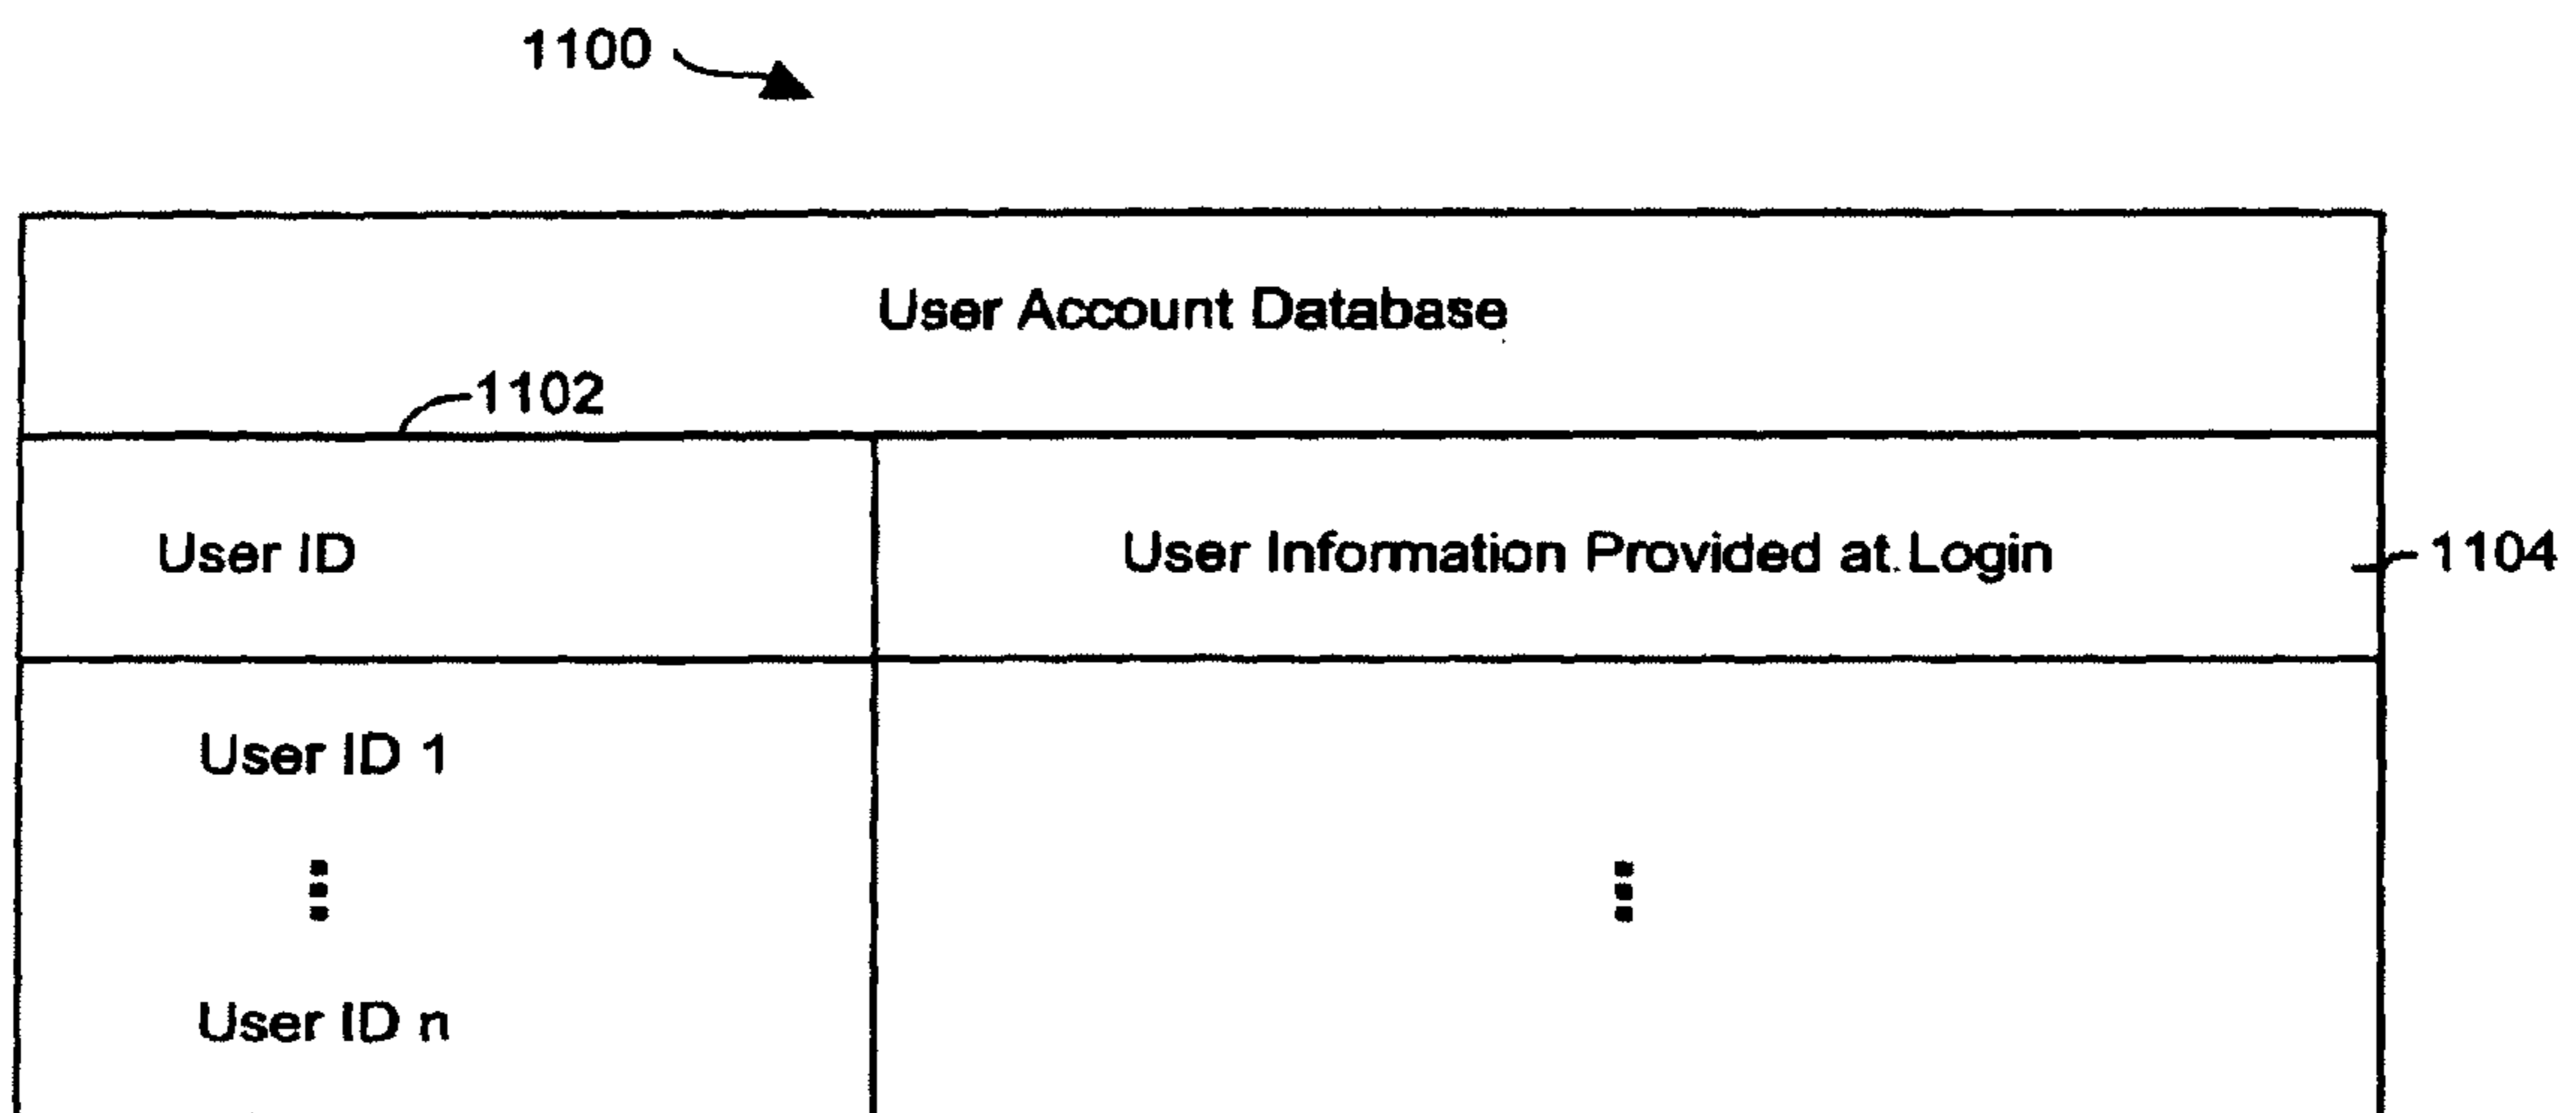 1100
User Account Database
1102
User ID
User Information Provided at Login
1104
User ID 1
User ID n